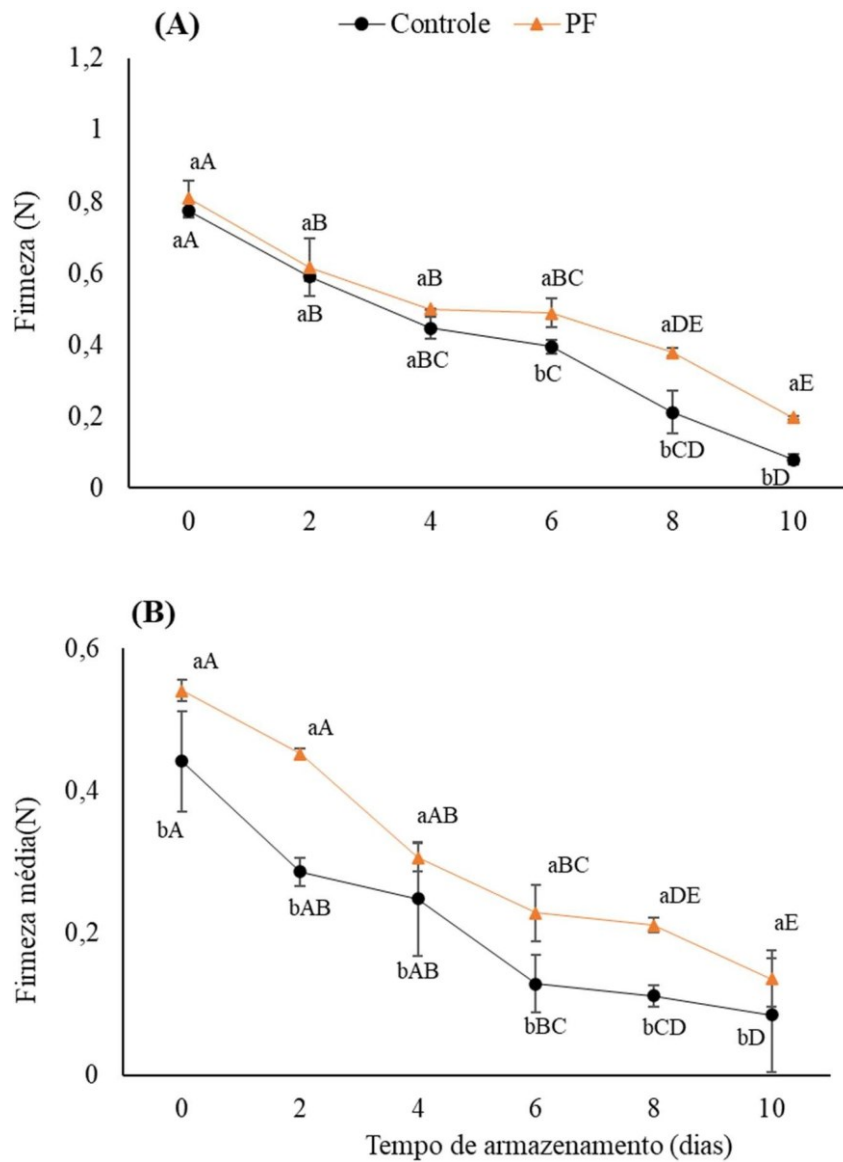 (A)
Controle PF
1,2
1
0,8
0,6
0,4
0,2
0
Firmeza (N)
aA
aB
aB
aBC
aDE
aE
aA
aB
aBC
bC
bCD
bD
0 2 4 6 8 10
(B)
0,6
0,4
0,2
0
Firmeza média(N)
aA
aA
aAB
aBC
aDE
aE
bA
bAB
bAB
bBC
bCD
bD
0 2 4 6 8 10
Tempo de armazenamento (dias)